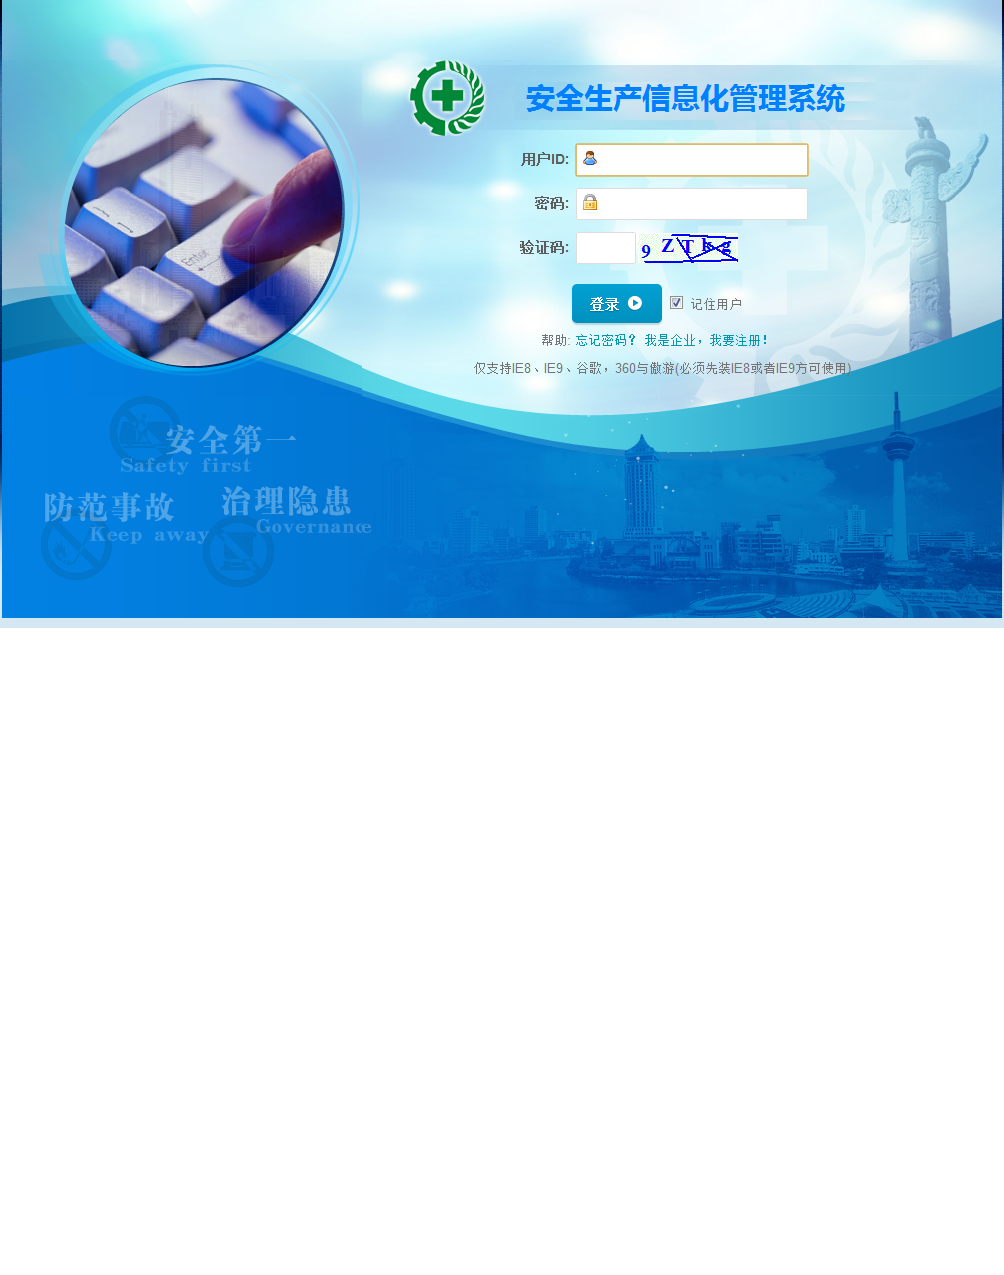 安全生产信息化管理系统
用户ID:
密码:
验证码:
9 Z T k g
登录 记住用户
帮助: 忘记密码? 我是企业，我要注册!
仅支持IE8、IE9、谷歌，360与傲游(必须先装IE8或者IE9方可使用)
Enter
安全第一
Safety first
防范事故
Keep away
治理隐患
Governance